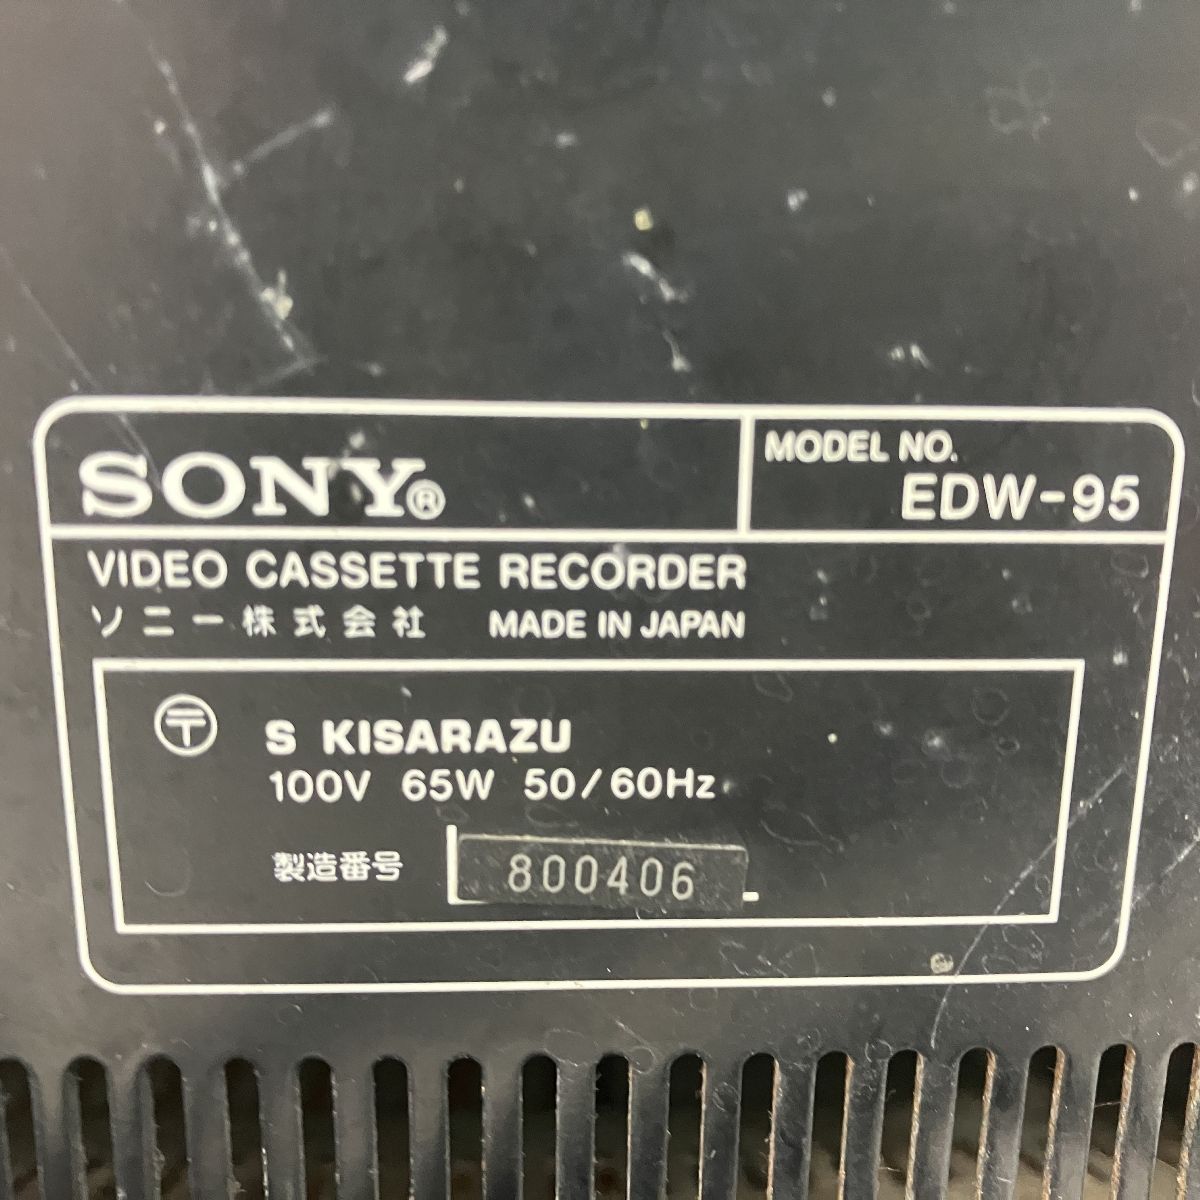 SONY®
MODEL NO.
EDW-95
VIDEO CASSETTE RECORDER
ソニー株式会社 MADE IN JAPAN
〶 S KISARAZU
100V 65W 50/60Hz
製造番号 800406